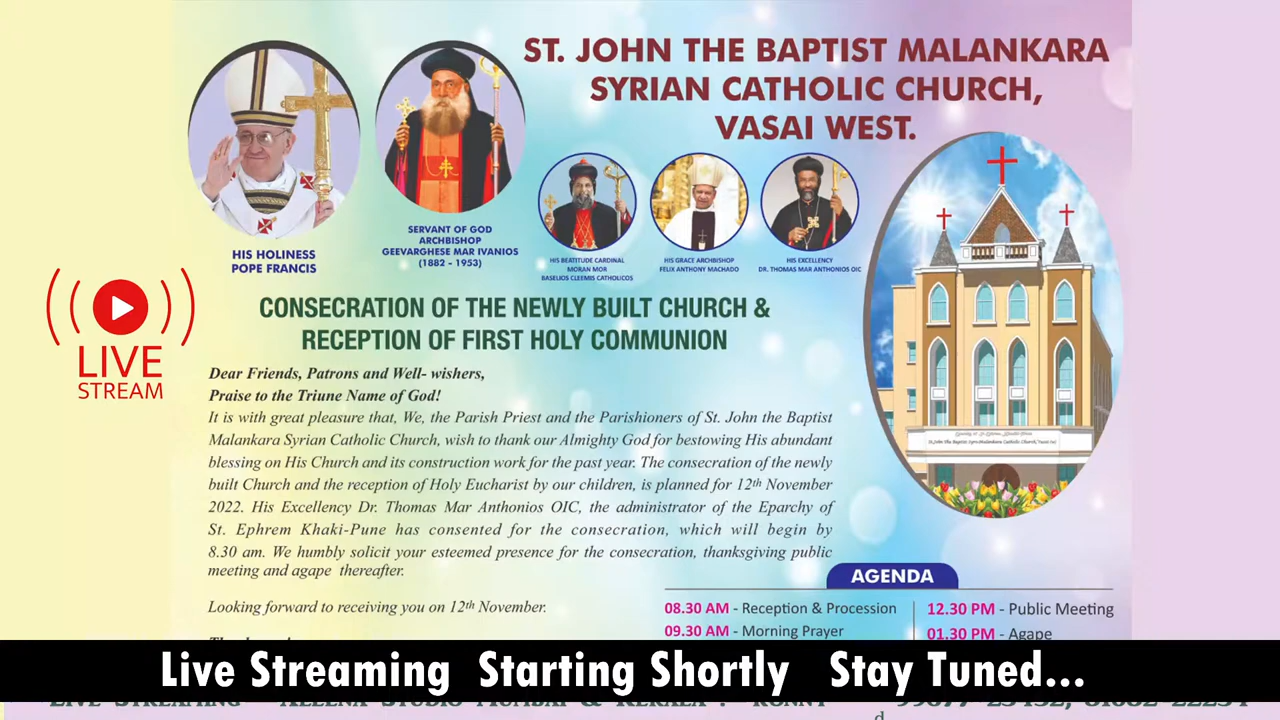 ST. JOHN THE BAPTIST MALANKARA
SYRIAN CATHOLIC CHURCH,
VASAI WEST.
HIS HOLINESS
POPE FRANCIS
SERVANT OF GOD
ARCHBISHOP
GEEVARGHESE MAR IVANIOS
(1882 - 1953)
HIS BEATITUDE CARDINAL
MORAN MOR
BASELIOS CLEEMIS CATHOLICOS
HIS GRACE ARCHBISHOP
FELIX ANTHONY MACHADO
HIS EXCELLENCY
DR. THOMAS MAR ANTHONIOS OIC
LIVE
STREAM
CONSECRATION OF THE NEWLY BUILT CHURCH &
RECEPTION OF FIRST HOLY COMMUNION
Dear Friends, Patrons and Well- wishers,
Praise to the Triune Name of God!
It is with great pleasure that, We, the Parish Priest and the Parishioners of St. John the Baptist
Malankara Syrian Catholic Church, wish to thank our Almighty God for bestowing His abundant
blessing on His Church and its construction work for the past year. The consecration of the newly
built Church and the reception of Holy Eucharist by our children, is planned for 12th November
2022. His Excellency Dr. Thomas Mar Anthonios OIC, the administrator of the Eparchy of
St. Ephrem Khaki-Pune has consented for the consecration, which will begin by
8.30 am. We humbly solicit your esteemed presence for the consecration, thanksgiving public
meeting and agape thereafter.
Looking forward to receiving you on 12th November.
AGENDA
08.30 AM - Reception & Procession
09.30 AM - Morning Prayer
12.30 PM - Public Meeting
01.30 PM - Agape
Live Streaming Starting Shortly Stay Tuned...